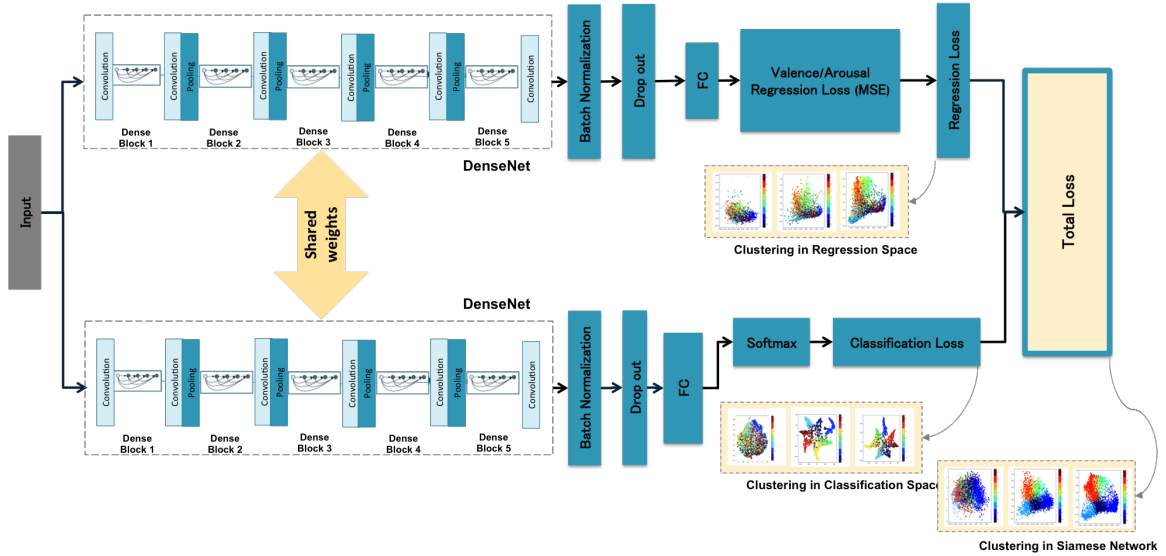 Input
Convolution
Convolution
Pooling
Convolution
Pooling
Convolution
Pooling
Convolution
Pooling
Convolution
Dense
Block 1
Dense
Block 2
Dense
Block 3
Dense
Block 4
Dense
Block 5
DenseNet
Batch Normalization
Drop out
FC
Valence/Arousal
Regression Loss (MSE)
Regression Loss
Clustering in Regression Space
Total Loss
Shared
weights
DenseNet
Convolution
Convolution
Pooling
Convolution
Pooling
Convolution
Pooling
Convolution
Pooling
Convolution
Dense
Block 1
Dense
Block 2
Dense
Block 3
Dense
Block 4
Dense
Block 5
Batch Normalization
Drop out
FC
Softmax
Classification Loss
Clustering in Classification Space
Clustering in Siamese Network